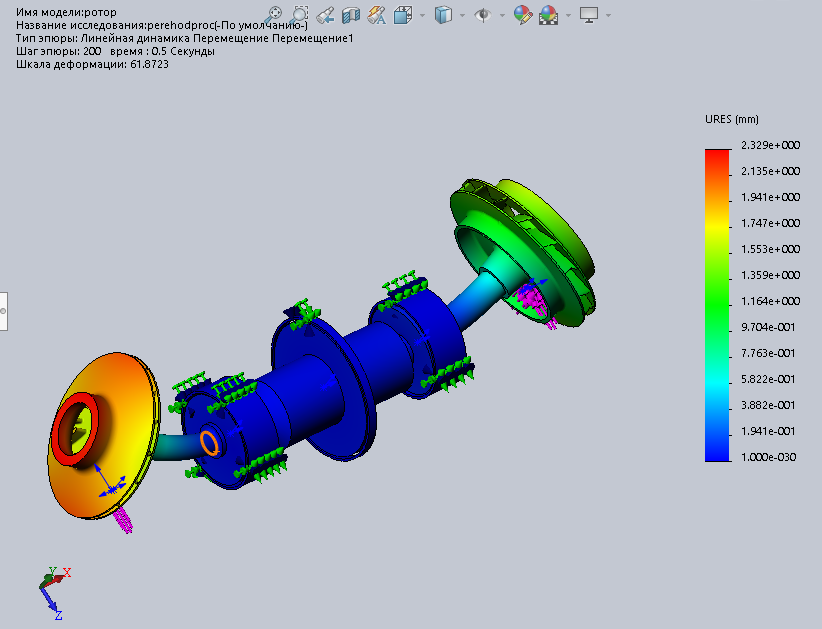 Имя модели:ротор
Название исследования:perehodproc(-По умолчанию-)
Тип эпюры: Линейная динамика Перемещение Перемещение1
Шаг эпюры: 200 время : 0.5 Секунды
Шкала деформации: 61.8723
URES (mm)
2.329e+000
2.135e+000
1.941e+000
1.747e+000
1.553e+000
1.359e+000
1.164e+000
9.704e-001
7.763e-001
5.822e-001
3.882e-001
1.941e-001
1.000e-030
Y
X
Z